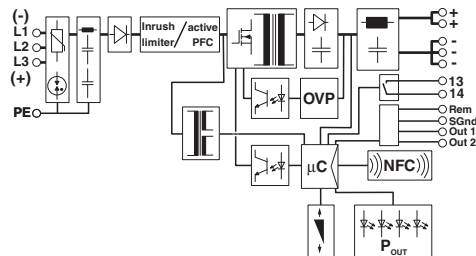 (-)
L1
L2
L3
(+)
PE
Inrush / active
limiter / PFC
OVP
+
+
-
-
-
13
14
Rem
SGnd
Out 1
Out 2
µC
NFC
POUT